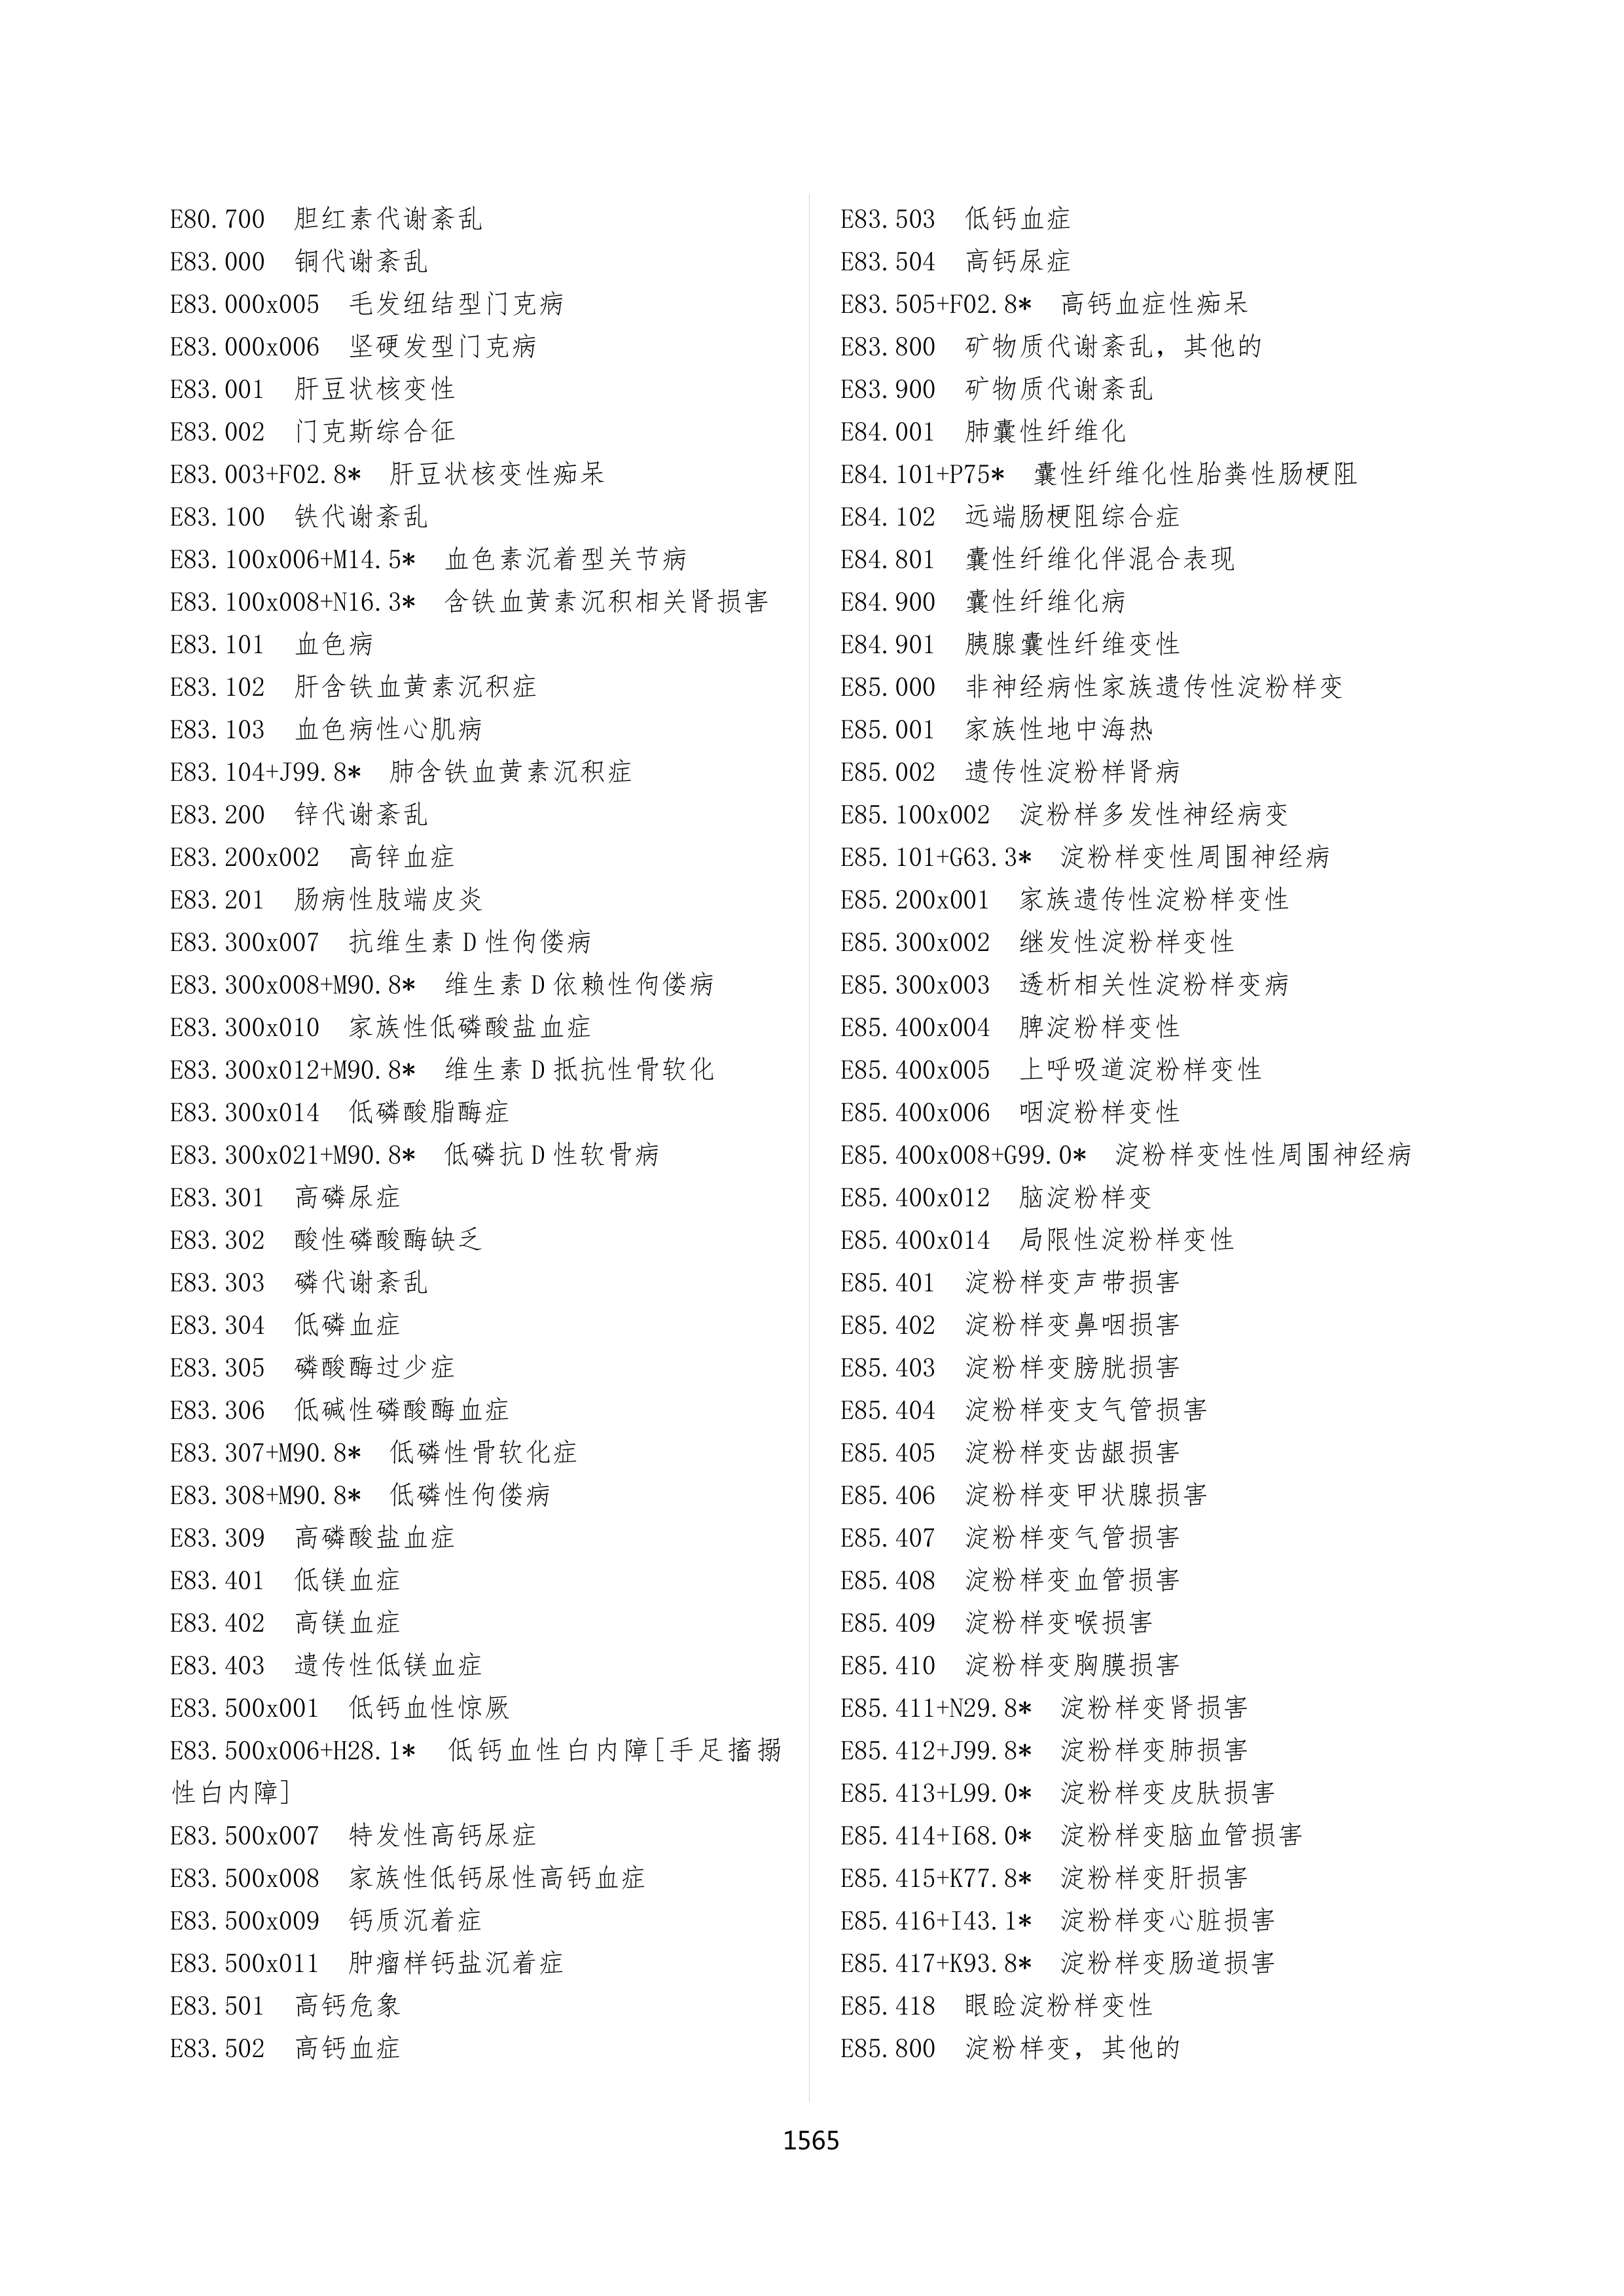 E80.700 胆红素代谢紊乱
E83.000 铜代谢紊乱
E83.000x005 毛发纽结型门克病
E83.000x006 坚硬发型门克病
E83.001 肝豆状核变性
E83.002 门克斯综合征
E83.003+F02.8* 肝豆状核变性痴呆
E83.100 铁代谢紊乱
E83.100x006+M14.5* 血色素沉着型关节病
E83.100x008+N16.3* 含铁血黄素沉积相关肾损害
E83.101 血色病
E83.102 肝含铁血黄素沉积症
E83.103 血色病性心肌病
E83.104+J99.8* 肺含铁血黄素沉积症
E83.200 锌代谢紊乱
E83.200x002 高锌血症
E83.201 肠病性肢端皮炎
E83.300x007 抗维生素 D 性佝偻病
E83.300x008+M90.8* 维生素 D 依赖性佝偻病
E83.300x010 家族性低磷酸盐血症
E83.300x012+M90.8* 维生素 D 抵抗性骨软化
E83.300x014 低磷酸脂酶症
E83.300x021+M90.8* 低磷抗 D 性软骨病
E83.301 高磷尿症
E83.302 酸性磷酸酶缺乏
E83.303 磷代谢紊乱
E83.304 低磷血症
E83.305 磷酸酶过少症
E83.306 低碱性磷酸酶血症
E83.307+M90.8* 低磷性骨软化症
E83.308+M90.8* 低磷性佝偻病
E83.309 高磷酸盐血症
E83.401 低镁血症
E83.402 高镁血症
E83.403 遗传性低镁血症
E83.500x001 低钙血性惊厥
E83.500x006+H28.1* 低钙血性白内障[手足搐搦
性白内障]
E83.500x007 特发性高钙尿症
E83.500x008 家族性低钙尿性高钙血症
E83.500x009 钙质沉着症
E83.500x011 肿瘤样钙盐沉着症
E83.501 高钙危象
E83.502 高钙血症
E83.503 低钙血症
E83.504 高钙尿症
E83.505+F02.8* 高钙血症性痴呆
E83.800 矿物质代谢紊乱，其他的
E83.900 矿物质代谢紊乱
E84.001 肺囊性纤维化
E84.101+P75* 囊性纤维化性胎粪性肠梗阻
E84.102 远端肠梗阻综合症
E84.801 囊性纤维化伴混合表现
E84.900 囊性纤维化病
E84.901 胰腺囊性纤维变性
E85.000 非神经病性家族遗传性淀粉样变
E85.001 家族性地中海热
E85.002 遗传性淀粉样肾病
E85.100x002 淀粉样多发性神经病变
E85.101+G63.3* 淀粉样变性周围神经病
E85.200x001 家族遗传性淀粉样变性
E85.300x002 继发性淀粉样变性
E85.300x003 透析相关性淀粉样变病
E85.400x004 脾淀粉样变性
E85.400x005 上呼吸道淀粉样变性
E85.400x006 咽淀粉样变性
E85.400x008+G99.0* 淀粉样变性性周围神经病
E85.400x012 脑淀粉样变
E85.400x014 局限性淀粉样变性
E85.401 淀粉样变声带损害
E85.402 淀粉样变鼻咽损害
E85.403 淀粉样变膀胱损害
E85.404 淀粉样变支气管损害
E85.405 淀粉样变齿龈损害
E85.406 淀粉样变甲状腺损害
E85.407 淀粉样变气管损害
E85.408 淀粉样变血管损害
E85.409 淀粉样变喉损害
E85.410 淀粉样变胸膜损害
E85.411+N29.8* 淀粉样变肾损害
E85.412+J99.8* 淀粉样变肺损害
E85.413+L99.0* 淀粉样变皮肤损害
E85.414+I68.0* 淀粉样变脑血管损害
E85.415+K77.8* 淀粉样变肝损害
E85.416+I43.1* 淀粉样变心脏损害
E85.417+K93.8* 淀粉样变肠道损害
E85.418 眼睑淀粉样变性
E85.800 淀粉样变，其他的
1565